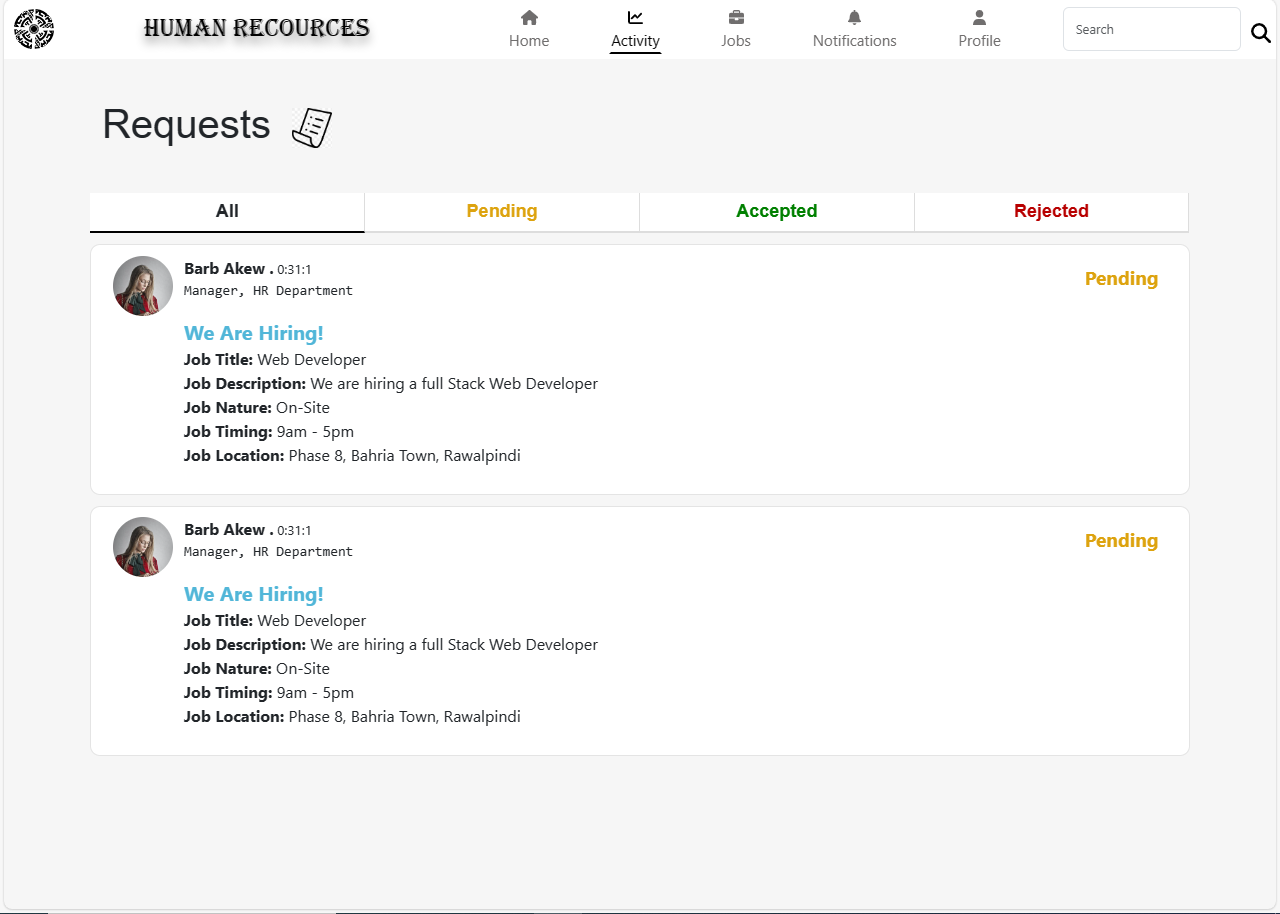 HUMAN RECOURCES
Home
Activity
Jobs
Notifications
Profile
Search
Requests
All
Pending
Accepted
Rejected
Barb Akew . 0:31:1
Manager, HR Department
Pending
We Are Hiring!
Job Title: Web Developer
Job Description: We are hiring a full Stack Web Developer
Job Nature: On-Site
Job Timing: 9am - 5pm
Job Location: Phase 8, Bahria Town, Rawalpindi
Barb Akew . 0:31:1
Manager, HR Department
Pending
We Are Hiring!
Job Title: Web Developer
Job Description: We are hiring a full Stack Web Developer
Job Nature: On-Site
Job Timing: 9am - 5pm
Job Location: Phase 8, Bahria Town, Rawalpindi